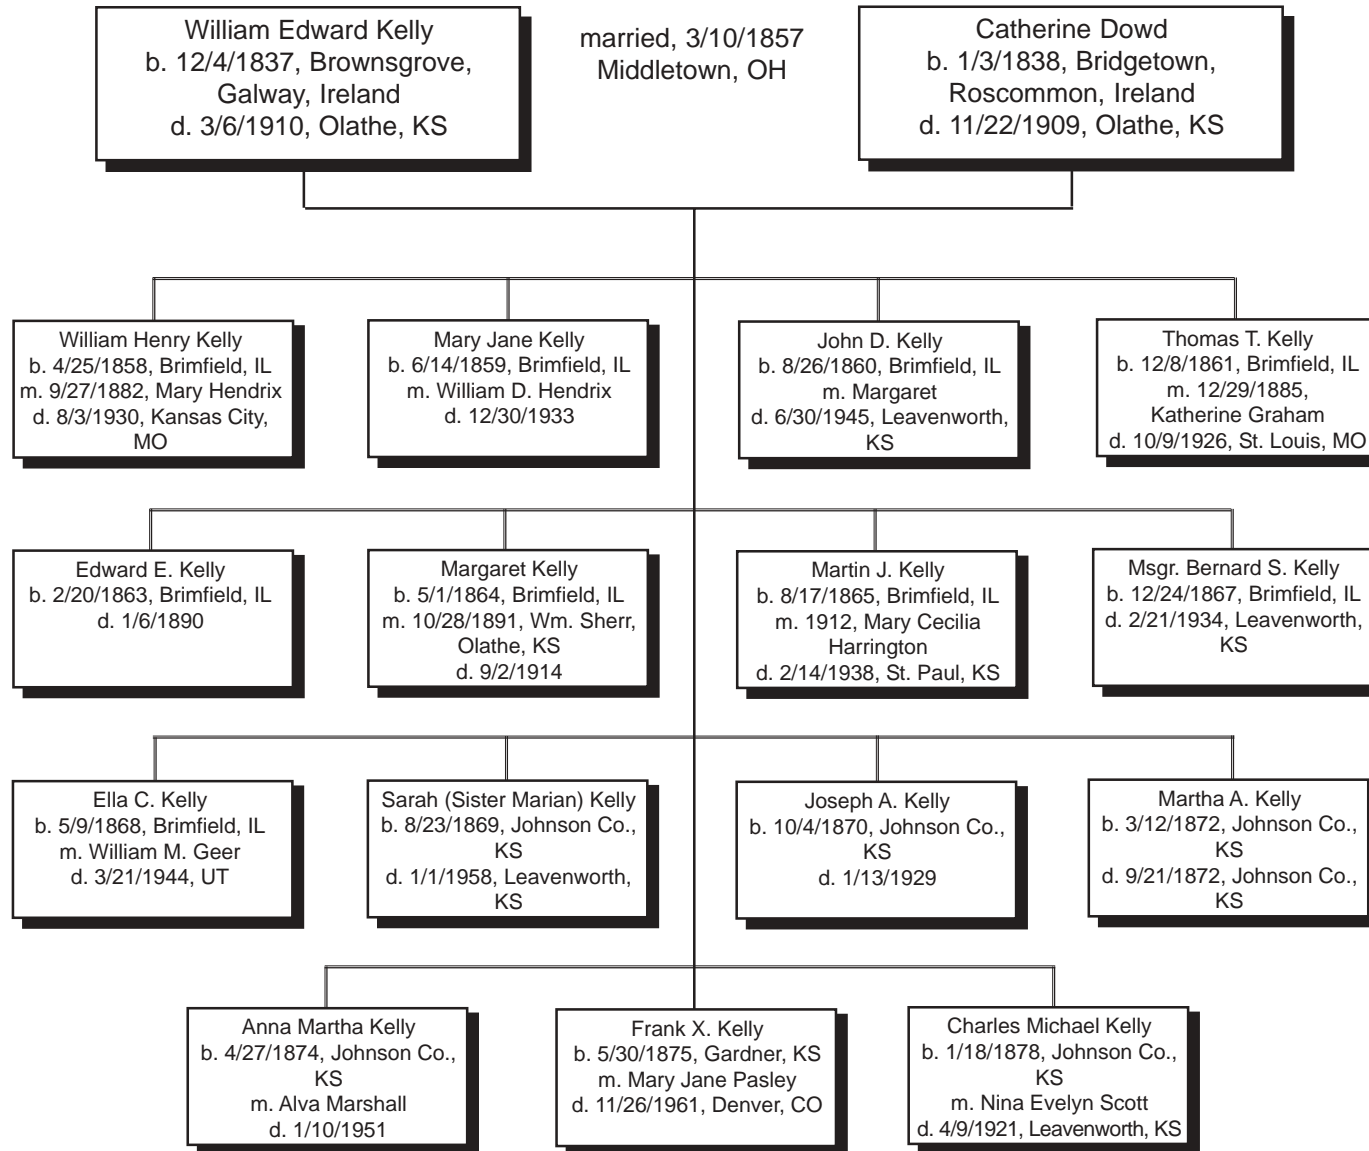 William Edward Kelly
b. 12/4/1837, Brownsgrove,
Galway, Ireland
d. 3/6/1910, Olathe, KS
married, 3/10/1857
Middletown, OH
Catherine Dowd
b. 1/3/1838, Bridgetown,
Roscommon, Ireland
d. 11/22/1909, Olathe, KS
William Henry Kelly
b. 4/25/1858, Brimfield, IL
m. 9/27/1882, Mary Hendrix
d. 8/3/1930, Kansas City,
MO
Mary Jane Kelly
b. 6/14/1859, Brimfield, IL
m. William D. Hendrix
d. 12/30/1933
John D. Kelly
b. 8/26/1860, Brimfield, IL
m. Margaret
d. 6/30/1945, Leavenworth,
KS
Thomas T. Kelly
b. 12/8/1861, Brimfield, IL
m. 12/29/1885,
Katherine Graham
d. 10/9/1926, St. Louis, MO
Edward E. Kelly
b. 2/20/1863, Brimfield, IL
d. 1/6/1890
Margaret Kelly
b. 5/1/1864, Brimfield, IL
m. 10/28/1891, Wm. Sherr,
Olathe, KS
d. 9/2/1914
Martin J. Kelly
b. 8/17/1865, Brimfield, IL
m. 1912, Mary Cecilia
Harrington
d. 2/14/1938, St. Paul, KS
Msgr. Bernard S. Kelly
b. 12/24/1867, Brimfield, IL
d. 2/21/1934, Leavenworth,
KS
Ella C. Kelly
b. 5/9/1868, Brimfield, IL
m. William M. Geer
d. 3/21/1944, UT
Sarah (Sister Marian) Kelly
b. 8/23/1869, Johnson Co.,
KS
d. 1/1/1958, Leavenworth,
KS
Joseph A. Kelly
b. 10/4/1870, Johnson Co.,
KS
d. 1/13/1929
Martha A. Kelly
b. 3/12/1872, Johnson Co.,
KS
d. 9/21/1872, Johnson Co.,
KS
Anna Martha Kelly
b. 4/27/1874, Johnson Co.,
KS
m. Alva Marshall
d. 1/10/1951
Frank X. Kelly
b. 5/30/1875, Gardner, KS
m. Mary Jane Pasley
d. 11/26/1961, Denver, CO
Charles Michael Kelly
b. 1/18/1878, Johnson Co.,
KS
m. Nina Evelyn Scott
d. 4/9/1921, Leavenworth, KS